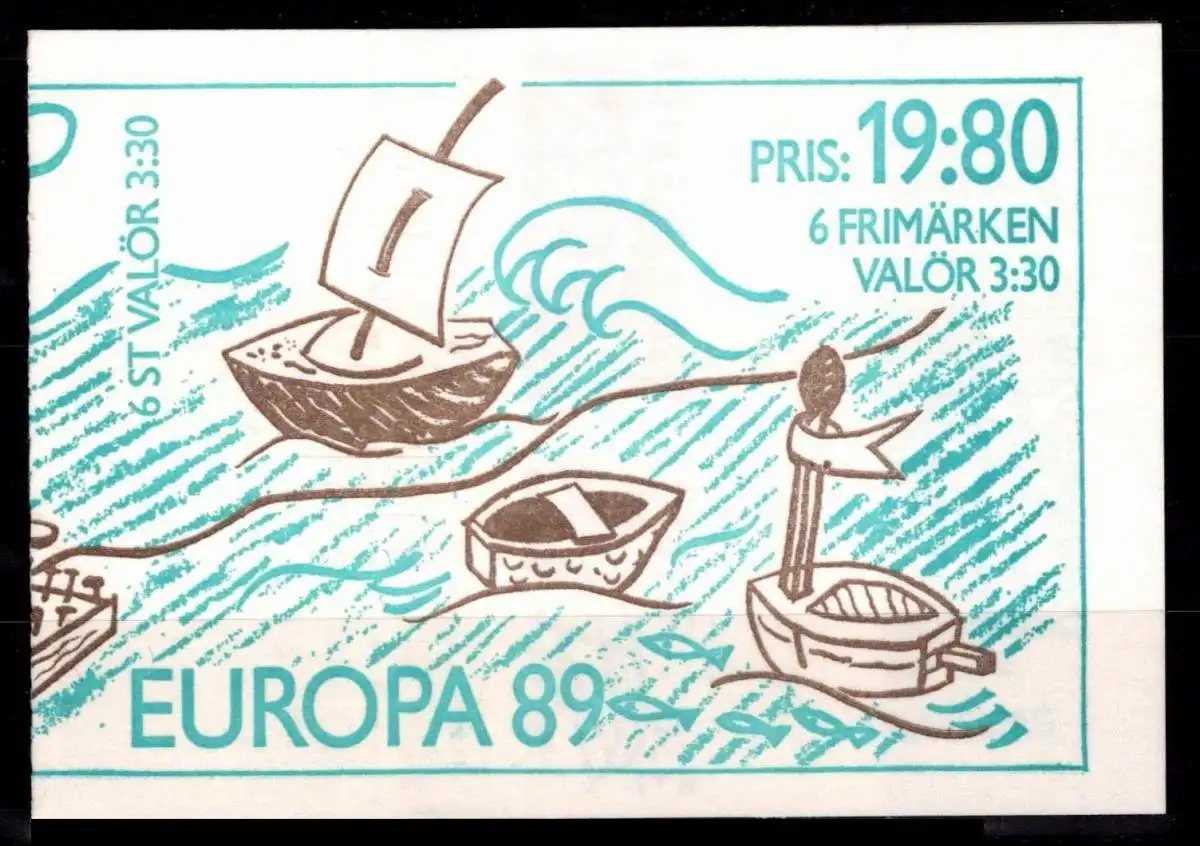 6 ST VALÖR 3:30
PRIS: 19:80
6 FRIMÄRKEN
VALÖR 3:30
EUROPA 89